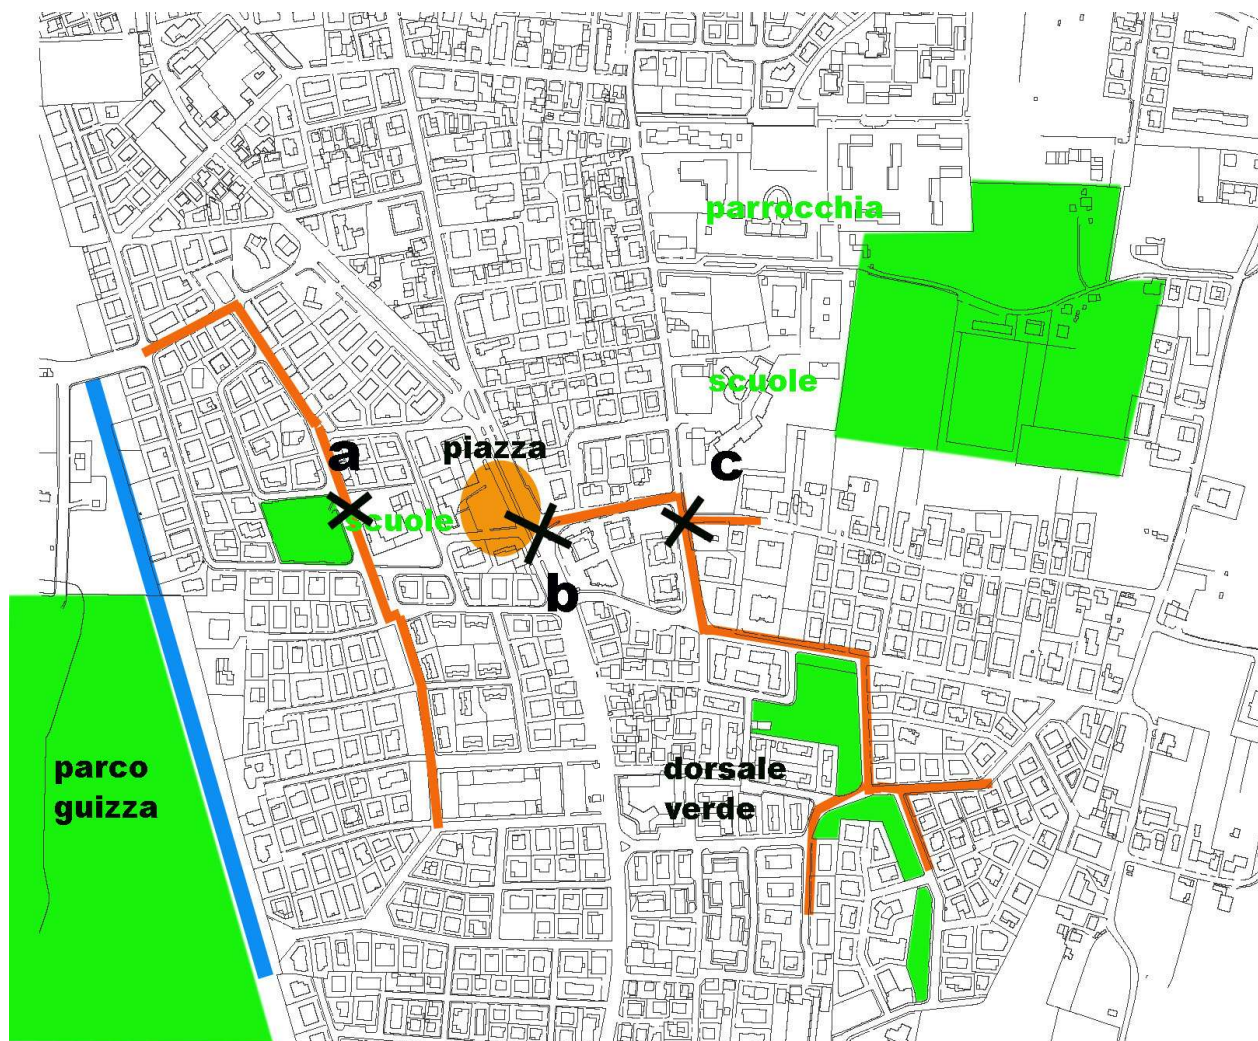 parrocchia
scuole
a
piazza
c
scuole
b
parco
guizza
dorsale
verde